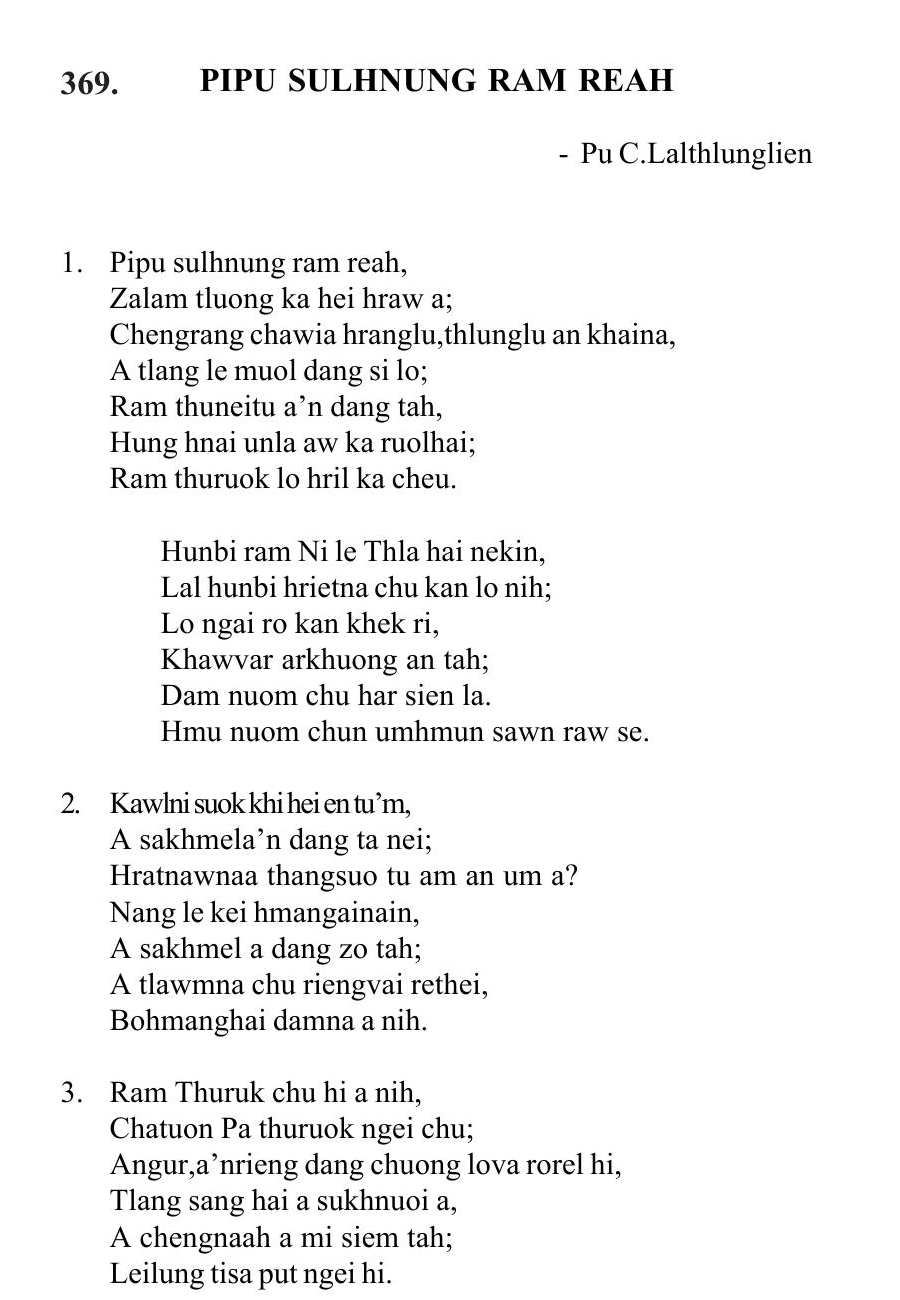 369. PIPU SULHNUNG RAM REAH
- Pu C.Lalthlunglien
1. Pipu sulhnung ram reah,
Zalam tluong ka hei hraw a;
Chengrang chawia hranglu,thlunglu an khaina,
A tlang le muol dang si lo;
Ram thuneitu a’n dang tah,
Hung hnai unla aw ka ruolhai;
Ram thuruok lo hril ka cheu.
Hunbi ram Ni le Thla hai nekin,
Lal hunbi hrietna chu kan lo nih;
Lo ngai ro kan khek ri,
Khawvar arkhuong an tah;
Dam nuom chu har sien la.
Hmu nuom chun umhmun sawn raw se.
2. Kawlni suok khi hei en tu’m,
A sakhmela’n dang ta nei;
Hratnawnaa thangsuo tu am an um a?
Nang le kei hmangainain,
A sakhmel a dang zo tah;
A tlawmna chu riengvai rethei,
Bohmanghai damna a nih.
3. Ram Thuruk chu hi a nih,
Chatuon Pa thuruok ngei chu;
Angur,a’nrieng dang chuong lova rorel hi,
Tlang sang hai a sukhnuoi a,
A chengnaah a mi siem tah;
Leilung tisa put ngei hi.